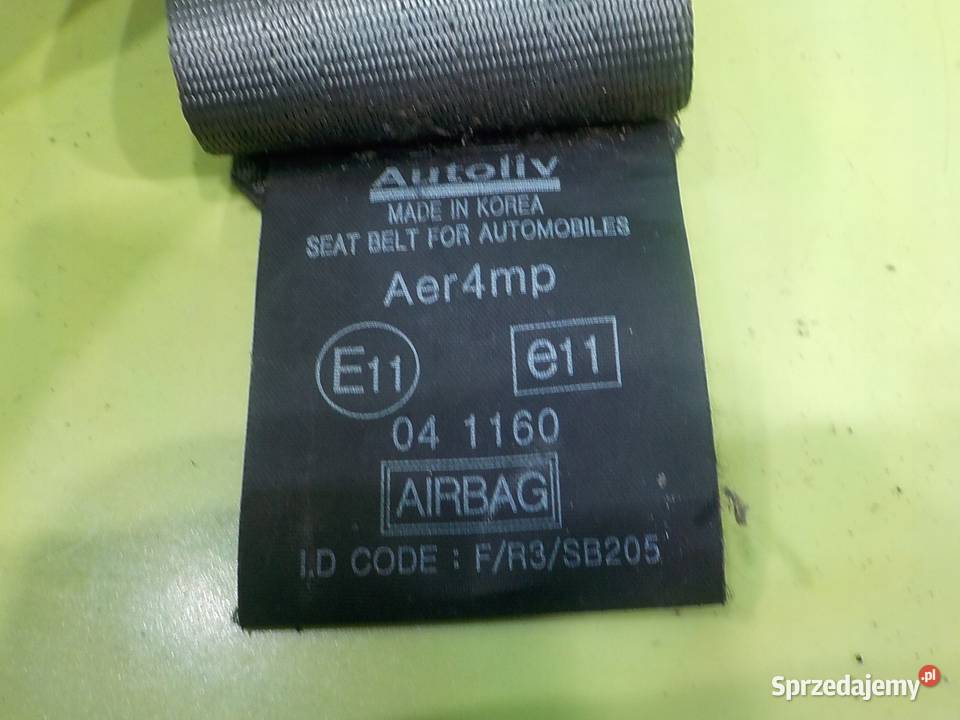 Autoliv
MADE IN KOREA
SEAT BELT FOR AUTOMOBILES
Aer4mp
E11 e11
04 1160
AIRBAG
I.D CODE : F/R3/SB205
Sprzedajemy.pl